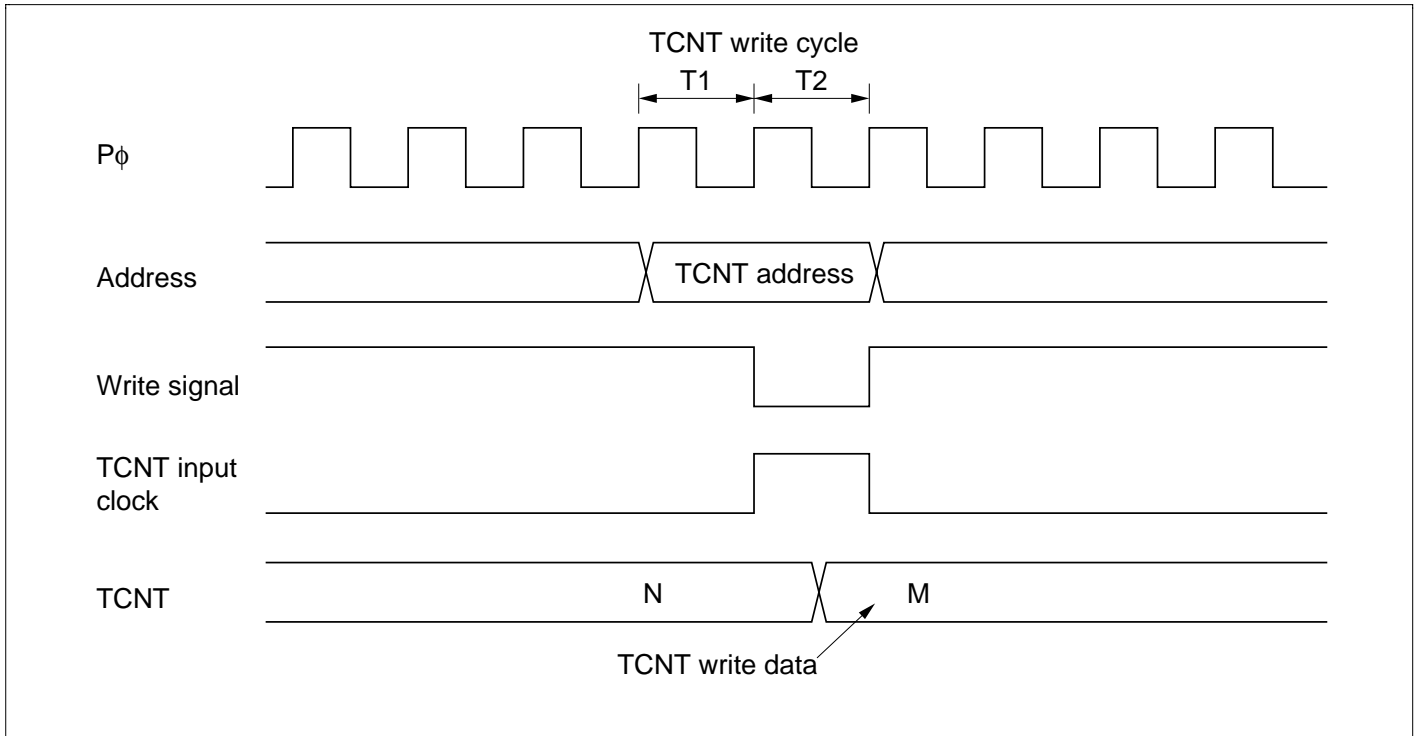 TCNT write cycle
T1 T2
Pϕ
Address
TCNT address
Write signal
TCNT input
clock
TCNT
N
M
TCNT write data